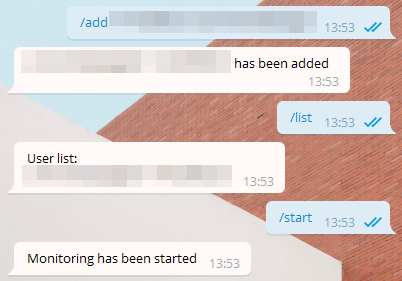 /add 13:53
has been added
13:53
/list 13:53
User list:
13:53
/start 13:53
Monitoring has been started 13:53